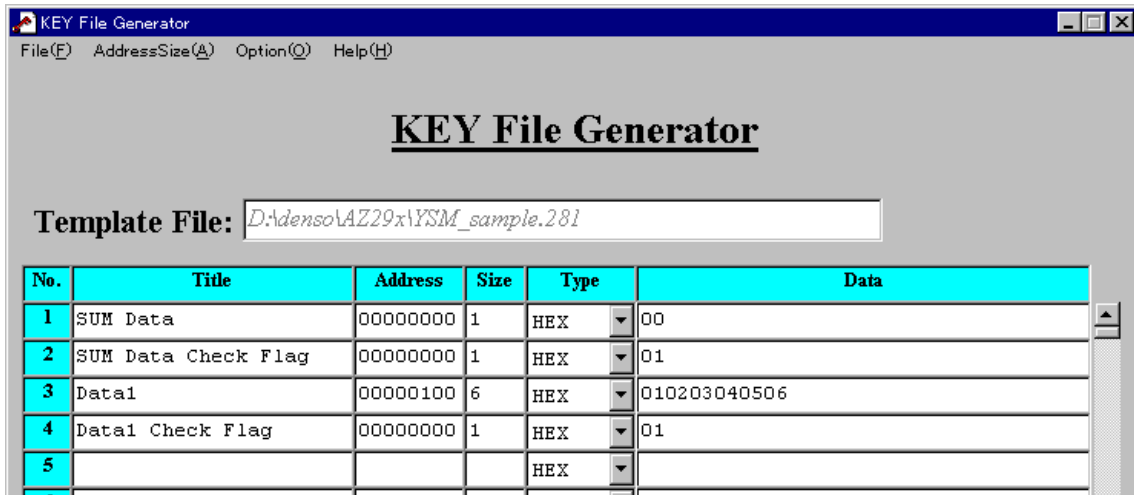 KEY File Generator
File(F) AddressSize(A) Option(O) Help(H)
KEY File Generator
Template File: D:\denso\AZ29x\YSM_sample.281
No. Title Address Size Type Data
1 SUM Data 00000000 1 HEX 00
2 SUM Data Check Flag 00000000 1 HEX 01
3 Data1 00000100 6 HEX 010203040506
4 Data1 Check Flag 00000000 1 HEX 01
5 HEX